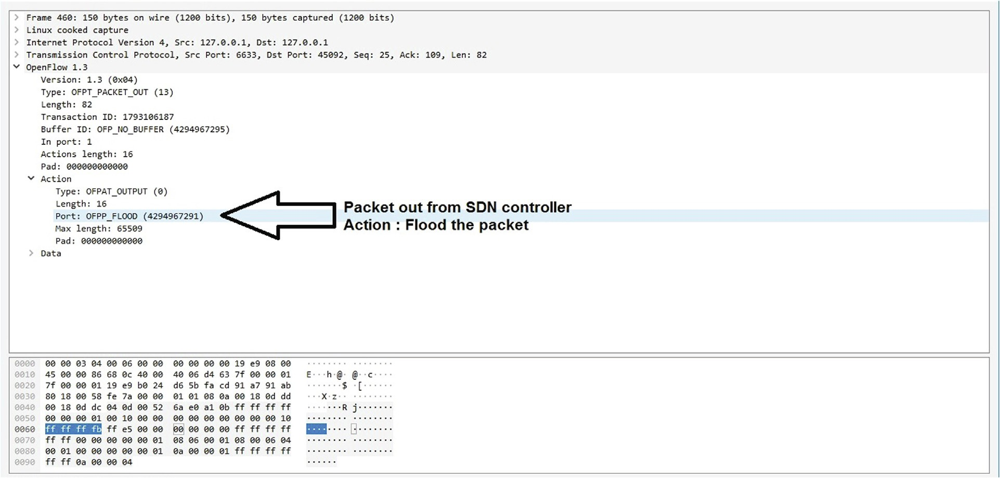 Frame 460: 150 bytes on wire (1200 bits), 150 bytes captured (1200 bits)
Linux cooked capture
Internet Protocol Version 4, Src: 127.0.0.1, Dst: 127.0.0.1
Transmission Control Protocol, Src Port: 6633, Dst Port: 45092, Seq: 25, Ack: 109, Len: 82
OpenFlow 1.3
Version: 1.3 (0x04)
Type: OFPT_PACKET_OUT (13)
Length: 82
Transaction ID: 1793106187
Buffer ID: OFP_NO_BUFFER (4294967295)
In port: 1
Actions length: 16
Pad: 000000000000
Action
Type: OFPAT_OUTPUT (0)
Length: 16
Port: OFPP_FLOOD (4294967291)
Max length: 65509
Pad: 000000000000
Data
Packet out from SDN controller
Action : Flood the packet
0000 00 00 03 04 00 06 00 00 00 00 00 00 19 e9 08 00 ········ ········
0010 45 00 00 86 68 0c 40 00 40 06 d4 63 7f 00 00 01 E···h·@· @··c····
0020 7f 00 00 01 19 e9 b0 24 d6 5b fa cd 91 a7 91 ab ·······$ ·[······
0030 80 18 00 58 fe 7a 00 00 01 01 08 0a 00 18 0d dd ···X·z·· ········
0040 00 18 0d dc 04 0d 00 52 6a e0 a1 0b ff ff ff ff ·······R j·······
0050 00 00 00 01 00 10 00 00 00 00 00 00 00 00 00 10 ········ ········
0060 ff ff ff fb ff e5 00 00 00 00 00 00 ff ff ff ff ········ ········
0070 ff ff 00 00 00 00 00 01 08 06 00 01 08 00 06 04 ········ ········
0080 00 01 00 00 00 00 00 01 0a 00 00 01 ff ff ff ff ········ ········
0090 ff ff 0a 00 00 04 ······